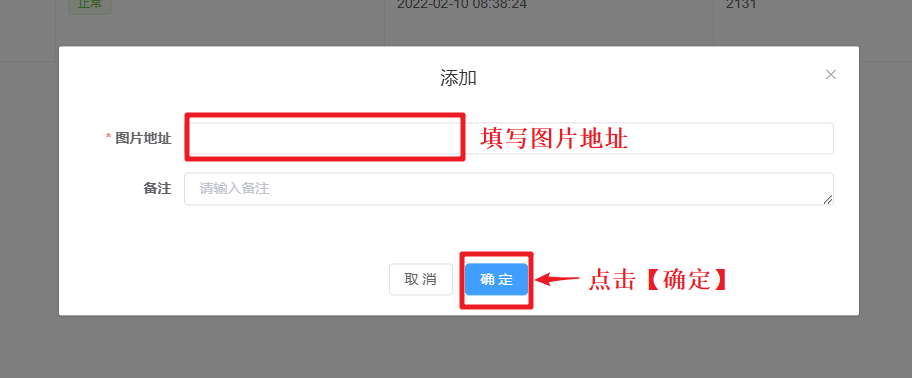 正常 2022-02-10 08:38:24 2131
添加
* 图片地址 填写图片地址
备注 请输入备注
取消 确定 点击【确定】